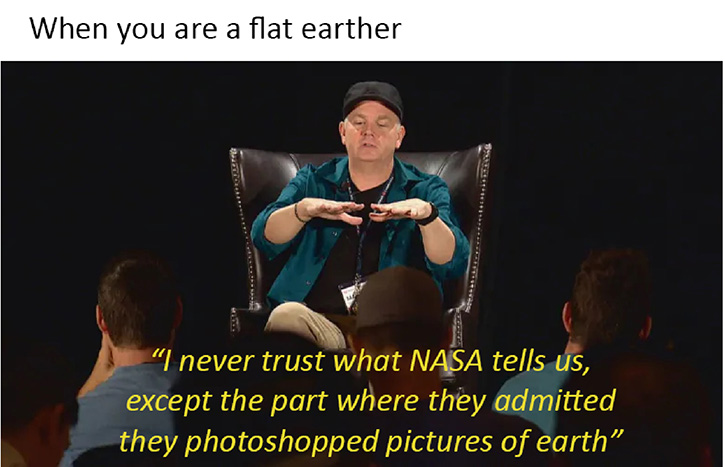 When you are a flat earther
“I never trust what NASA tells us,
except the part where they admitted
they photoshopped pictures of earth”